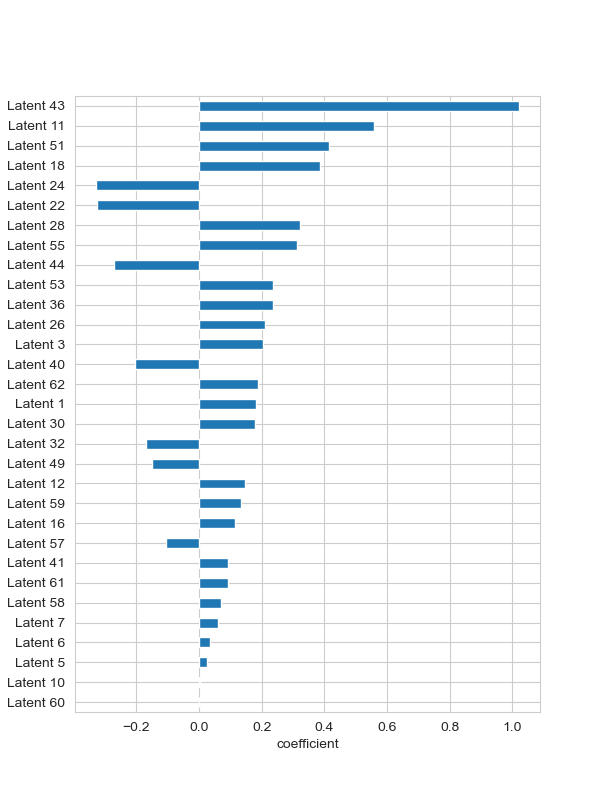 Latent 43
Latent 11
Latent 51
Latent 18
Latent 24
Latent 22
Latent 28
Latent 55
Latent 44
Latent 53
Latent 36
Latent 26
Latent 3
Latent 40
Latent 62
Latent 1
Latent 30
Latent 32
Latent 49
Latent 12
Latent 59
Latent 16
Latent 57
Latent 41
Latent 61
Latent 58
Latent 7
Latent 6
Latent 5
Latent 10
Latent 60
−0.2 0.0 0.2 0.4 0.6 0.8 1.0
coefficient